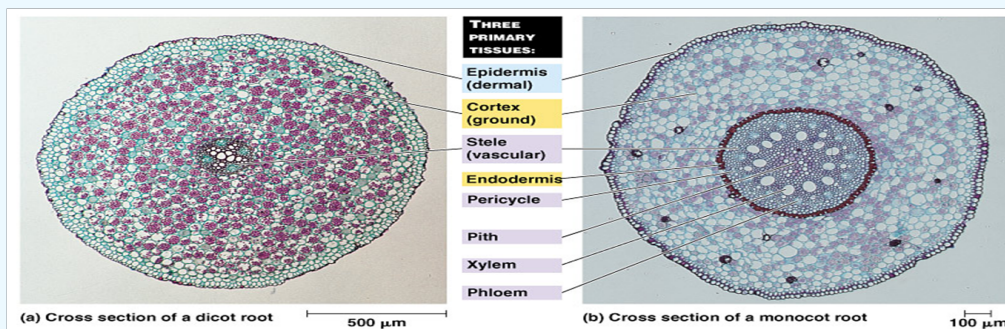 THREE
PRIMARY
TISSUES:
Epidermis
(dermal)
Cortex
(ground)
Stele
(vascular)
Endodermis
Pericycle
Pith
Xylem
Phloem
(a) Cross section of a dicot root
500 μm
(b) Cross section of a monocot root
100 μm